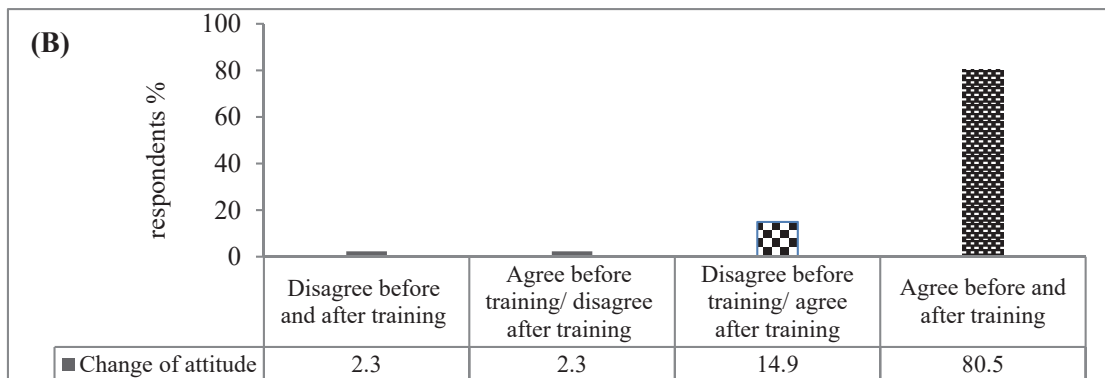 (B)
respondents %
100
80
60
40
20
0
Disagree before
and after training
Agree before
training/ disagree
after training
Disagree before
training/ agree
after training
Agree before and
after training
Change of attitude 2.3 2.3 14.9 80.5